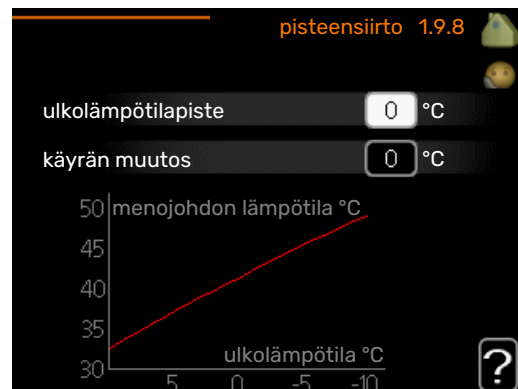 pisteensiirto 1.9.8
ulkolämpötilapiste 0 °C
käyrän muutos 0 °C
50 menojohdon lämpötila °C
45
40
35
ulkolämpötila °C
30
5 0 -5 -10
?